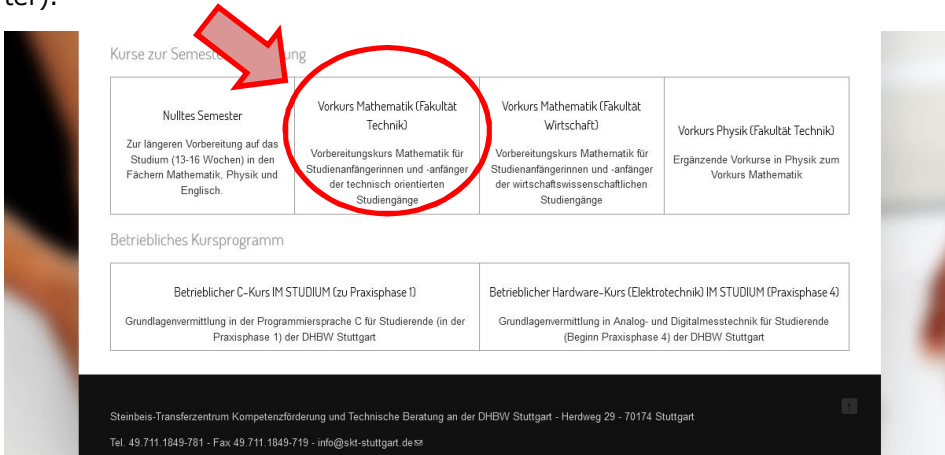 Kurse zur Semest ng
Nulltes Semester
Zur längeren Vorbereitung auf das
Studium (13-16 Wochen) in den
Fächern Mathematik, Physik und
Englisch.
Vorkurs Mathematik (Fakultät
Technik)
Vorbereitungskurs Mathematik für
Studienanfängerinnen und -anfänger
der technisch orientierten
Studiengänge
Vorkurs Mathematik (Fakultät
Wirtschaft)
Vorbereitungskurs Mathematik für
Studienanfängerinnen und -anfänger
der wirtschaftswissenschaftlichen
Studiengänge
Vorkurs Physik (Fakultät Technik)
Ergänzende Vorkurse in Physik zum
Vorkurs Mathematik
Betriebliches Kursprogramm
Betrieblicher C-Kurs IM STUDIUM (zu Praxisphase 1)
Grundlagenvermittlung in der Programmiersprache C für Studierende (in der
Praxisphase 1) der DHBW Stuttgart
Betrieblicher Hardware-Kurs (Elektrotechnik) IM STUDIUM (Praxisphase 4)
Grundlagenvermittlung in Analog- und Digitalmesstechnik für Studierende
(Beginn Praxisphase 4) der DHBW Stuttgart
Steinbeis-Transferzentrum Kompetenzförderung und Technische Beratung an der DHBW Stuttgart - Herdweg 29 - 70174 Stuttgart
Tel. 49.711.1849-781 - Fax 49.711.1849-719 - info@skt-stuttgart.de